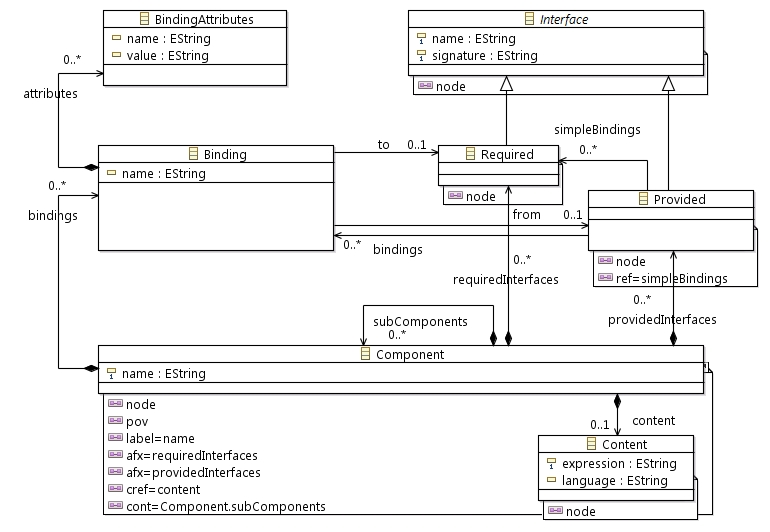 BindingAttributes
name : EString
value : EString
Interface
name : EString
signature : EString
node
0..*
attributes
Binding
name : EString
to
0..1
Required
node
simpleBindings
0..*
Provided
node
ref=simpleBindings
from
0..1
0..*
bindings
0..*
bindings
0..*
requiredInterfaces
0..*
providedInterfaces
subComponents
0..*
Component
name : EString
node
pov
label=name
afx=requiredInterfaces
afx=providedInterfaces
cref=content
cont=Component.subComponents
0..1
content
Content
expression : EString
language : EString
node